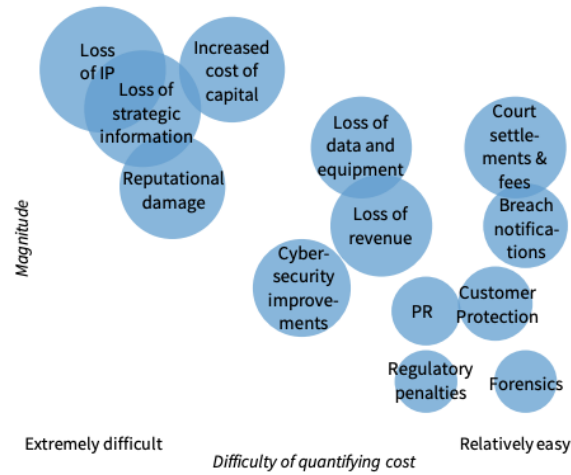 Loss
of IP
Increased
cost of
capital
Loss of
strategic
information
Reputational
damage
Loss of
data and
equipment
Court
settle-
ments &
fees
Loss of
revenue
Breach
notifica-
tions
Cyber-
security
improve-
ments
PR
Customer
Protection
Regulatory
penalties
Forensics
Magnitude
Extremely difficult
Difficulty of quantifying cost
Relatively easy